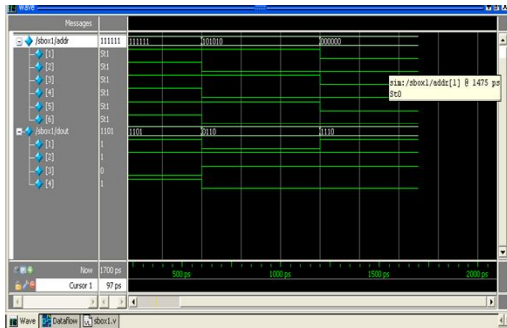 Wave
Messages
/sbox1/addr 111111 111111 101010 000000
[1] St1
[2] St1
[3] St1
[4] St1
[5] St1
[6] St1
sim:/sbox1/addr[1] @ 1475 ps
St0
/sbox1/dout 1101 1101 0110 1110
[1] 1
[2] 1
[3] 0
[4] 1
Now 1700 ps 500 ps 1000 ps 1500 ps 2000 ps
Cursor 1 97 ps
Wave Dataflow sbox1.v